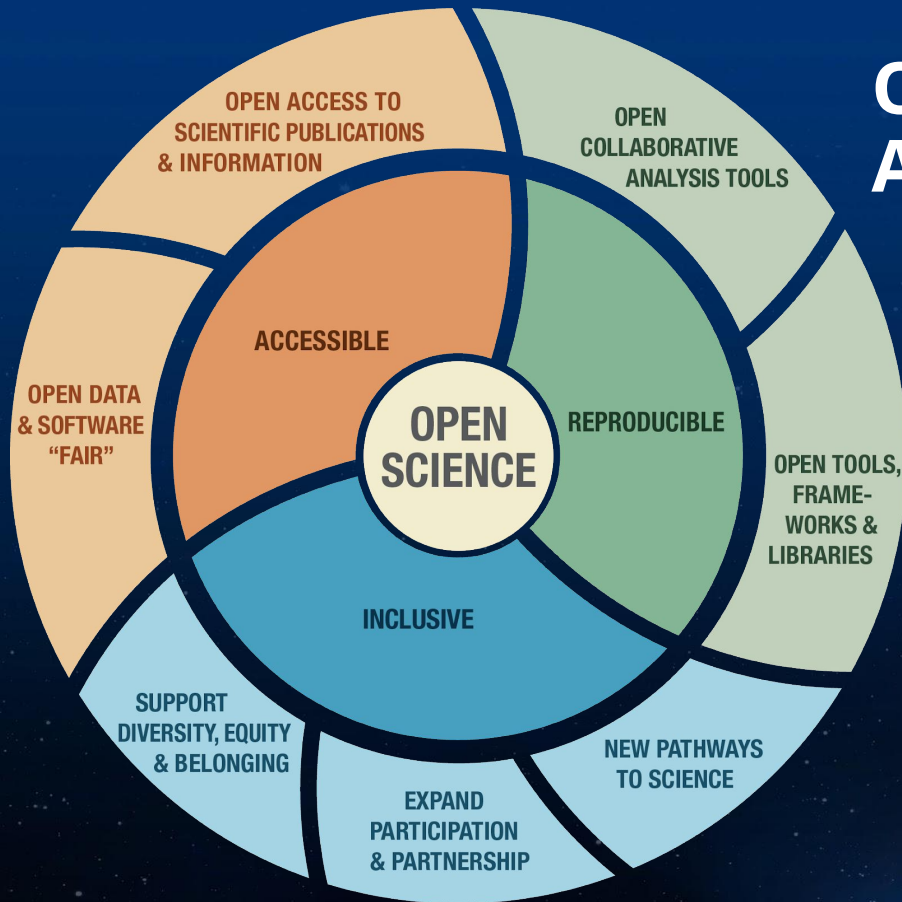 OPEN ACCESS TO
SCIENTIFIC PUBLICATIONS
& INFORMATION
OPEN
COLLABORATIVE
ANALYSIS TOOLS
ACCESSIBLE
OPEN DATA
& SOFTWARE
“FAIR”
OPEN
SCIENCE
REPRODUCIBLE
OPEN TOOLS,
FRAME-
WORKS &
LIBRARIES
INCLUSIVE
SUPPORT
DIVERSITY, EQUITY
& BELONGING
EXPAND
PARTICIPATION
& PARTNERSHIP
NEW PATHWAYS
TO SCIENCE